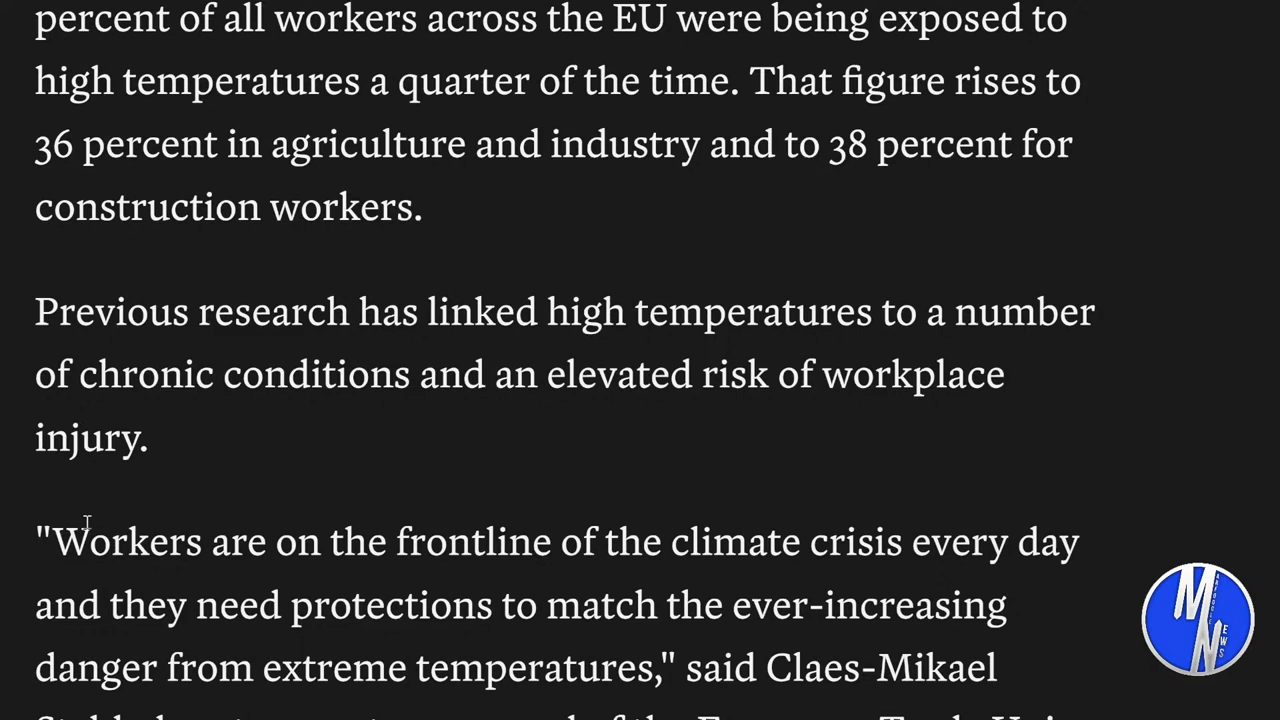 percent of all workers across the EU were being exposed to
high temperatures a quarter of the time. That figure rises to
36 percent in agriculture and industry and to 38 percent for
construction workers.
Previous research has linked high temperatures to a number
of chronic conditions and an elevated risk of workplace
injury.
"Workers are on the frontline of the climate crisis every day
and they need protections to match the ever-increasing
danger from extreme temperatures," said Claes-Mikael
of the
MN
EWS